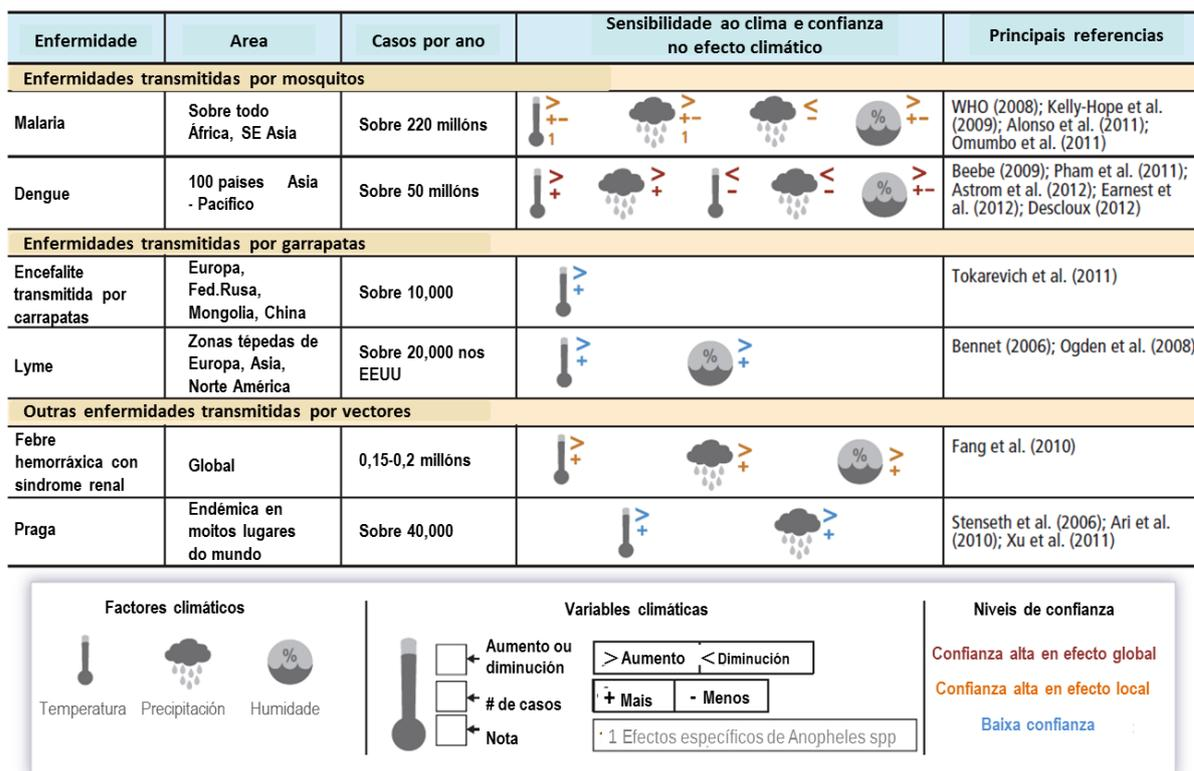 Enfermidade
Area
Casos por ano
Sensibilidade ao clima e confianza
no efecto climático
Principais referencias
Enfermidades transmitidas por mosquitos
Malaria
Sobre todo
África, SE Asia
Sobre 220 millóns
> +- 1
> +- 1
< -
> +-
%
WHO (2008); Kelly-Hope et al.
(2009); Alonso et al. (2011);
Omumbo et al. (2011)
Dengue
100 países Asia
- Pacífico
Sobre 50 millóns
> +
> +
< -
< -
> +-
%
Beebe (2009); Pham et al. (2011);
Astrom et al. (2012); Earnest et
al. (2012); Descloux (2012)
Enfermidades transmitidas por garrapatas
Encefalite
transmitida por
carrapatas
Europa,
Fed.Rusa,
Mongolia, China
Sobre 10,000
> +
Tokarevich et al. (2011)
Lyme
Zonas tépedas de
Europa, Asia,
Norte América
Sobre 20,000 nos
EEUU
> +
%
> +
Bennet (2006); Ogden et al. (2008)
Outras enfermidades transmitidas por vectores
Febre
hemorráxica con
síndrome renal
Global
0,15-0,2 millóns
> +
> +
%
> +
Fang et al. (2010)
Praga
Endémica en
moitos lugares
do mundo
Sobre 40,000
> +
> +
Stenseth et al. (2006); Ari et al.
(2010); Xu et al. (2011)
Factores climáticos
%
Temperatura
Precipitación
Humidade
Variables climáticas
Aumento ou
diminución
# de casos
Nota
> Aumento < Diminución
+ Mais - Menos
1 Efectos específicos de Anopheles spp
Niveis de confianza
Confianza alta en efecto global
Confianza alta en efecto local
Baixa confianza